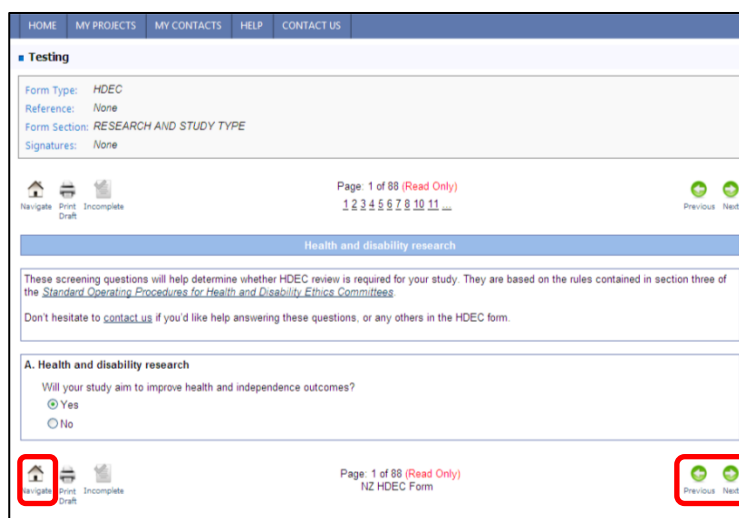 HOME MY PROJECTS MY CONTACTS HELP CONTACT US
Testing
Form Type: HDEC
Reference: None
Form Section: RESEARCH AND STUDY TYPE
Signatures: None
Page: 1 of 88 (Read Only)
1 2 3 4 5 6 7 8 10 11 ...
Navigate Print Draft Incomplete
Previous Next
Health and disability research
These screening questions will help determine whether HDEC review is required for your study. They are based on the rules contained in section three of
the Standard Operating Procedures for Health and Disability Ethics Committees.
Don't hesitate to contact us if you'd like help answering these questions, or any others in the HDEC form.
A. Health and disability research
Will your study aim to improve health and independence outcomes?
Yes
No
Page: 1 of 88 (Read Only)
NZ HDEC Form
Navigate Print Draft Incomplete
Previous Next